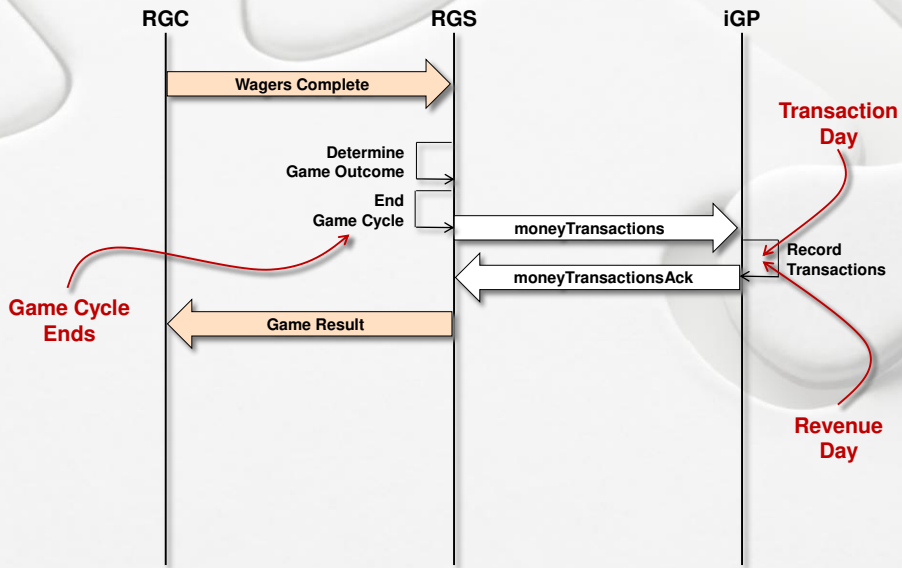 RGC
RGS
iGP
Wagers Complete
Transaction
Day
Determine
Game Outcome
End
Game Cycle
moneyTransactions
Record
Transactions
moneyTransactionsAck
Game Cycle
Ends
Game Result
Revenue
Day